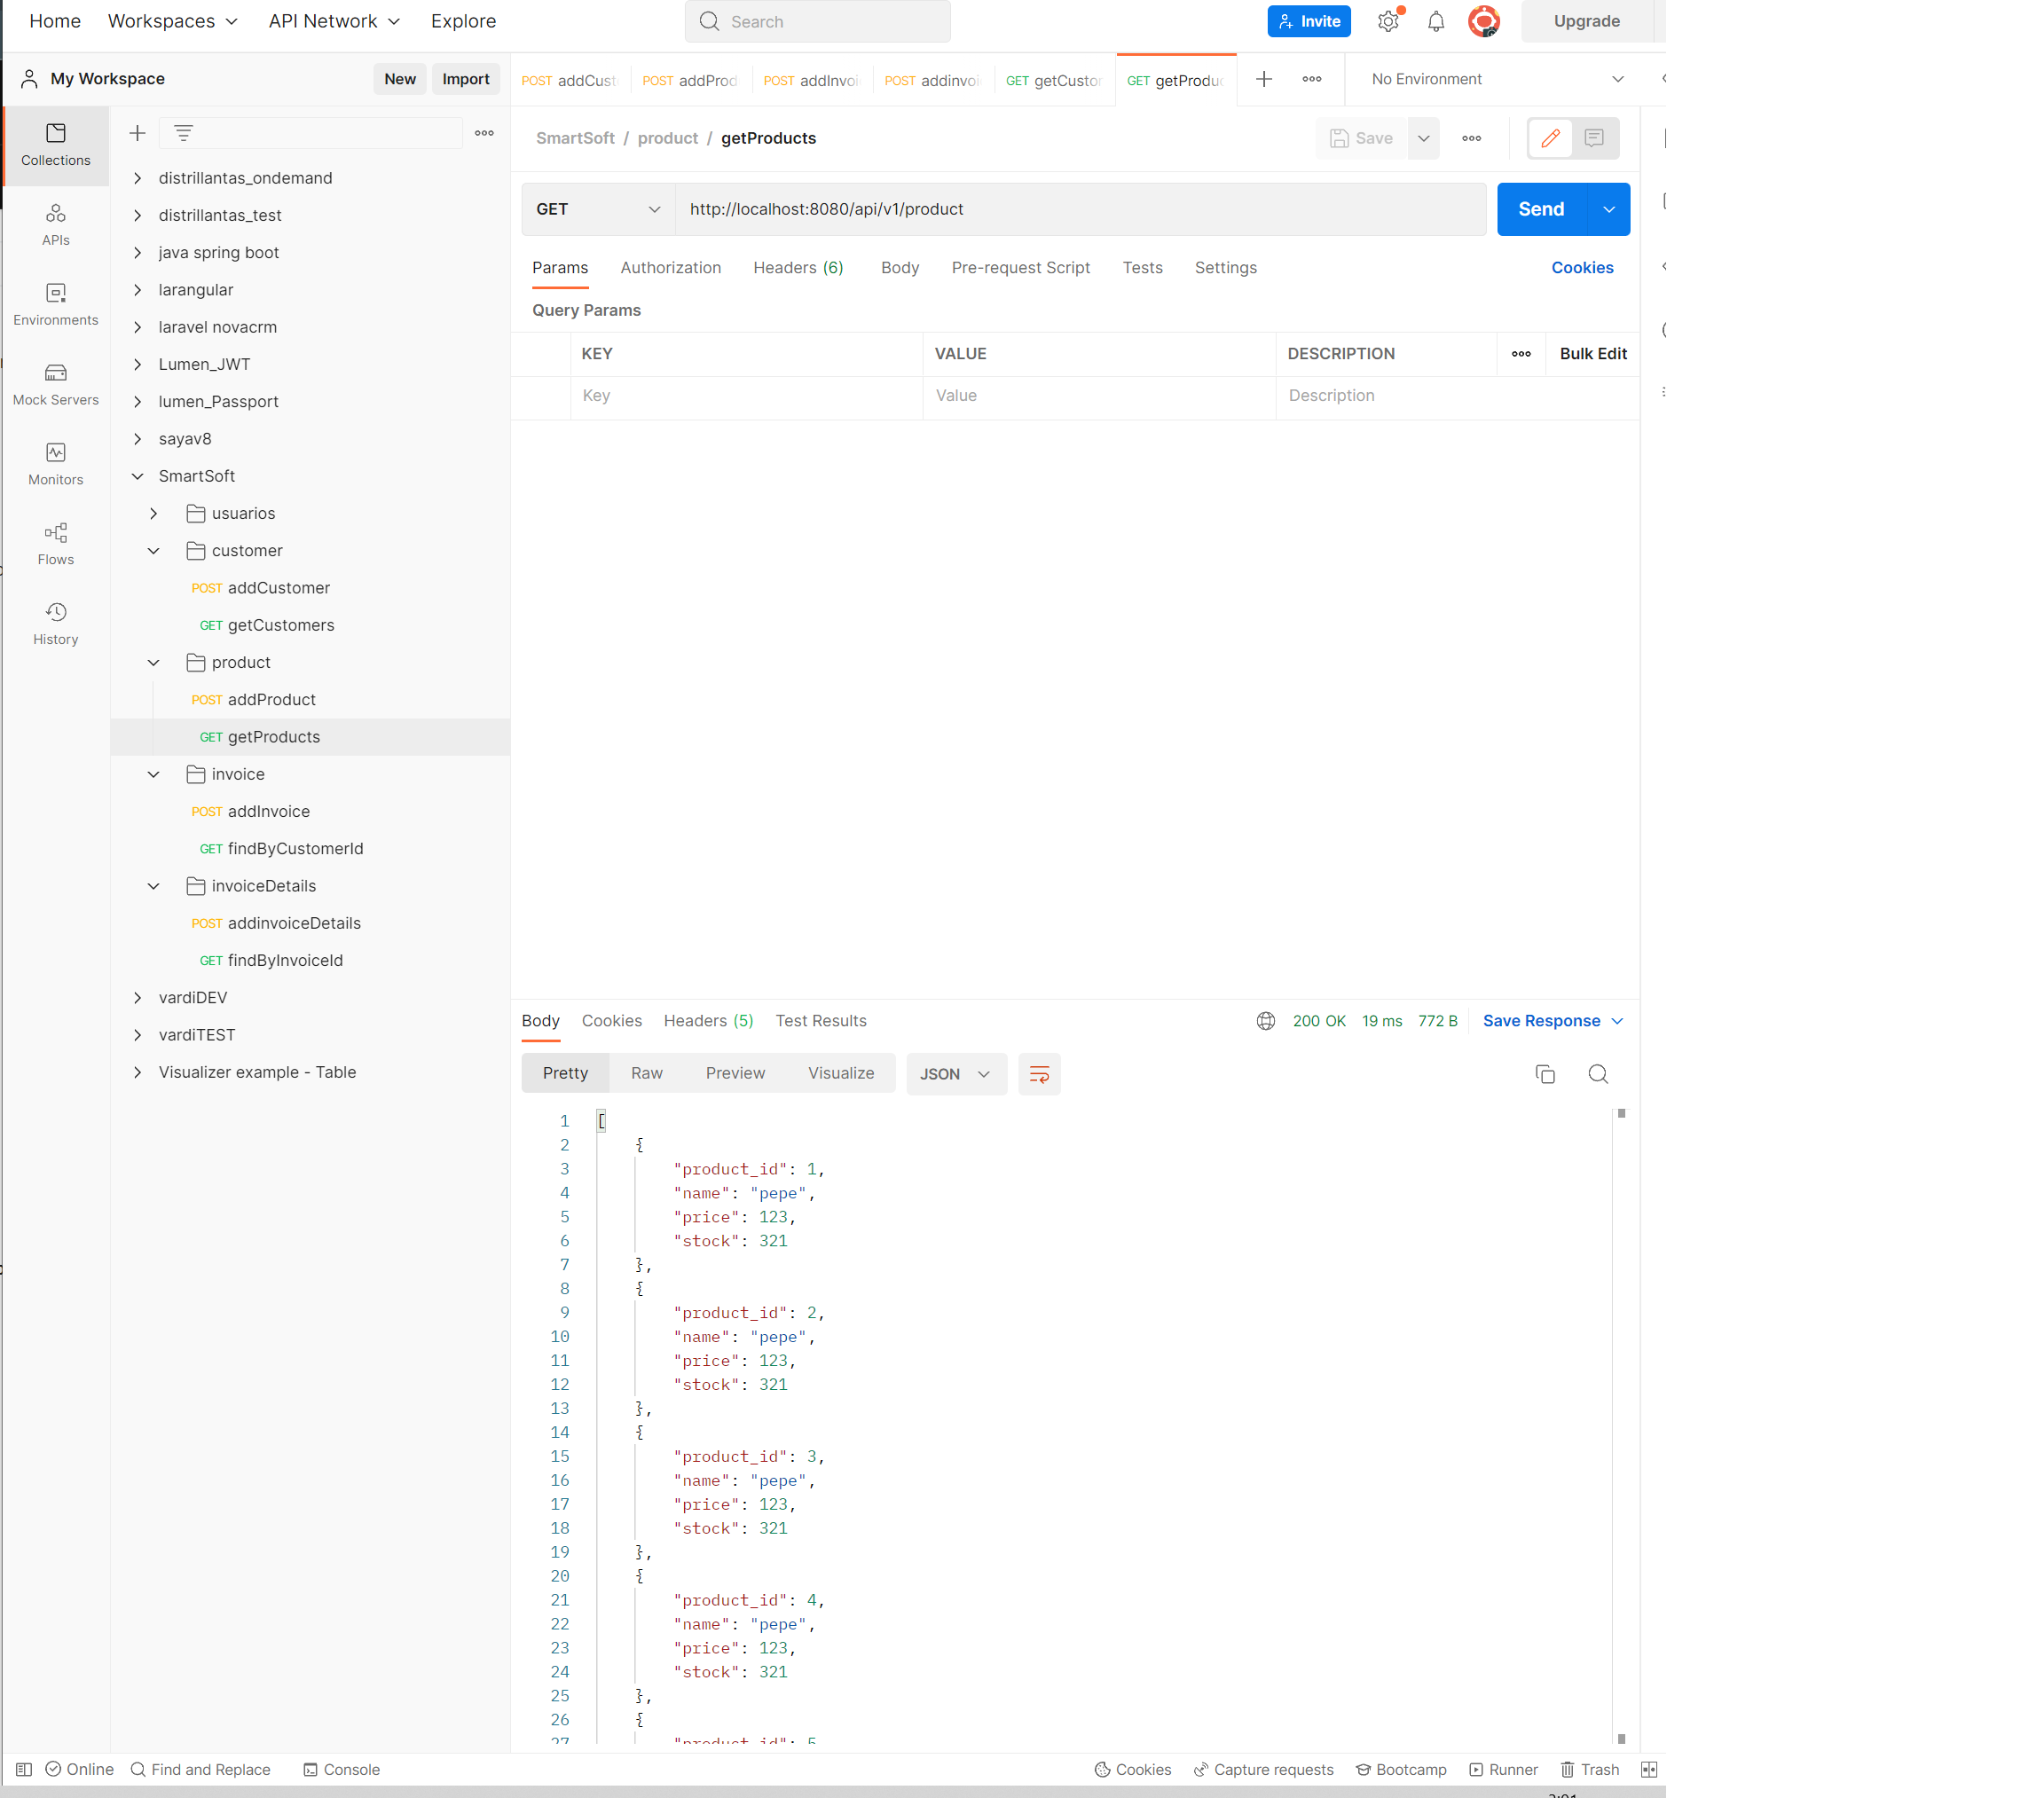 Home Workspaces API Network Explore Search Invite Upgrade
My Workspace New Import POST addCust POST addProd POST addInvoi POST addinvoi GET getCustor GET getProduc No Environment
Collections
APIs
Environments
Mock Servers
Monitors
Flows
History
distrillantas_ondemand
distrillantas_test
java spring boot
larangular
laravel novacrm
Lumen_JWT
lumen_Passport
sayav8
SmartSoft
usuarios
customer
POST addCustomer
GET getCustomers
product
POST addProduct
GET getProducts
invoice
POST addInvoice
GET findByCustomerId
invoiceDetails
POST addinvoiceDetails
GET findByInvoiceId
vardiDEV
vardiTEST
Visualizer example - Table
SmartSoft / product / getProducts Save
GET http://localhost:8080/api/v1/product Send
Params Authorization Headers (6) Body Pre-request Script Tests Settings Cookies
Query Params
KEY VALUE DESCRIPTION Bulk Edit
Key Value Description
Body Cookies Headers (5) Test Results 200 OK 19 ms 772 B Save Response
Pretty Raw Preview Visualize JSON
1 [
2 {
3 "product_id": 1,
4 "name": "pepe",
5 "price": 123,
6 "stock": 321
7 },
8 {
9 "product_id": 2,
10 "name": "pepe",
11 "price": 123,
12 "stock": 321
13 },
14 {
15 "product_id": 3,
16 "name": "pepe",
17 "price": 123,
18 "stock": 321
19 },
20 {
21 "product_id": 4,
22 "name": "pepe",
23 "price": 123,
24 "stock": 321
25 },
26 {
27 "product_id": 5
Online Find and Replace Console Cookies Capture requests Bootcamp Runner Trash